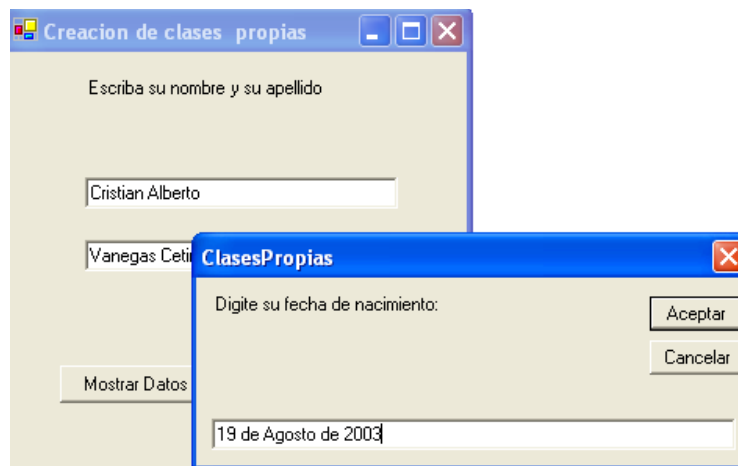 Creacion de clases propias
Escriba su nombre y su apellido
Cristian Alberto
Vanegas
ClasesPropias
Digite su fecha de nacimiento:
Aceptar
Cancelar
Mostrar Datos
19 de Agosto de 2003